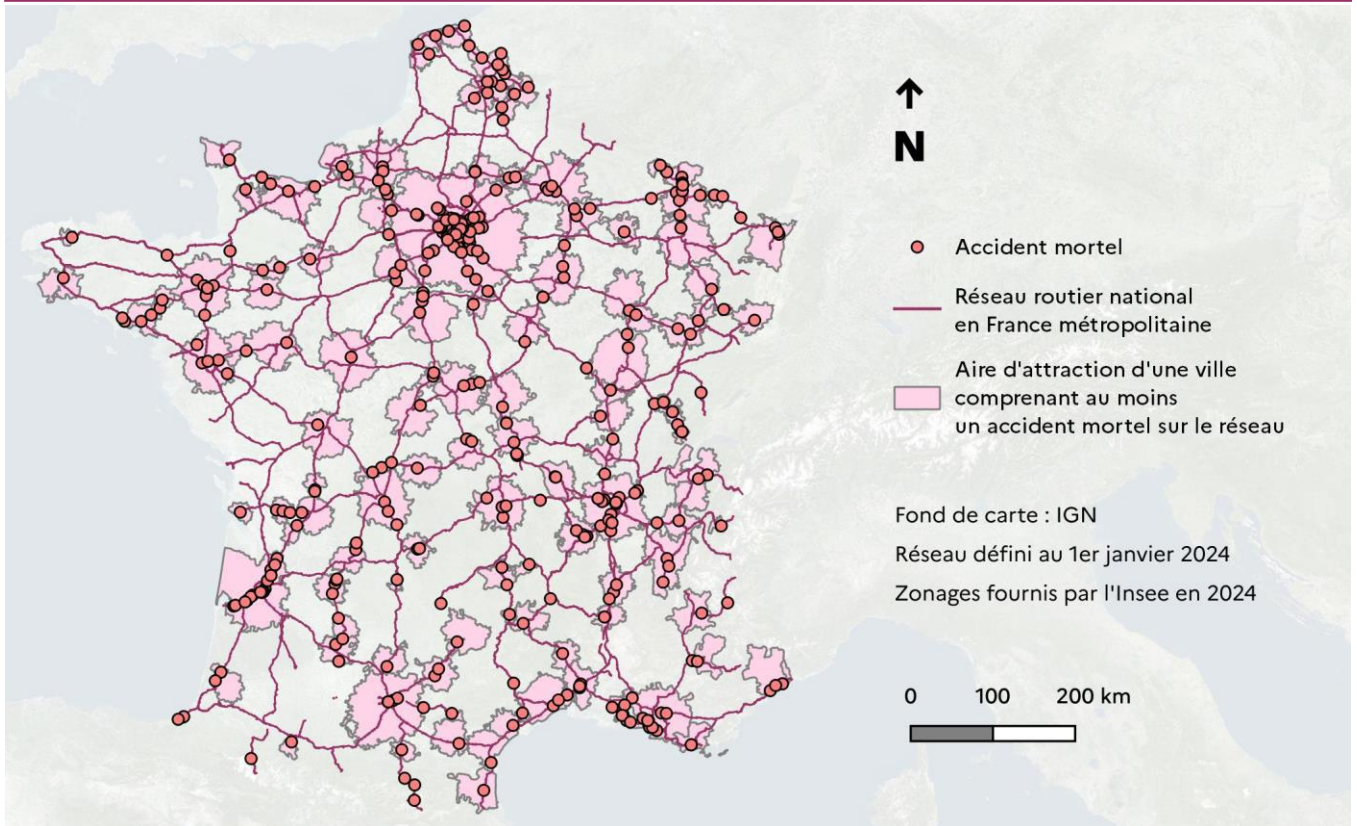 N
Accident mortel
Réseau routier national
en France métropolitaine
Aire d'attraction d'une ville
comprenant au moins
un accident mortel sur le réseau
Fond de carte : IGN
Réseau défini au 1er janvier 2024
Zonages fournis par l'Insee en 2024
0 100 200 km